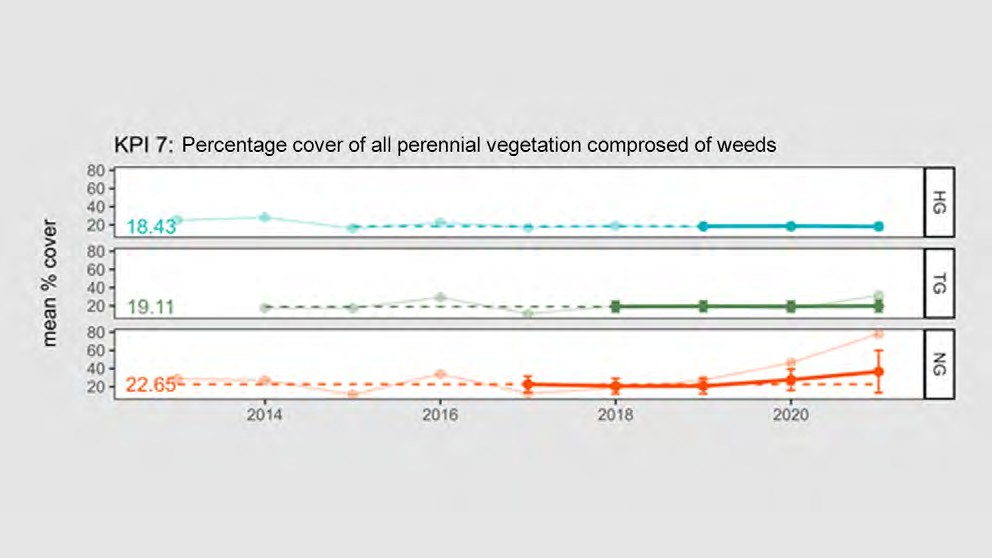 KPI 7: Percentage cover of all perennial vegetation comprosed of weeds
mean % cover
80
60
40
20
18.43
HG
80
60
40
20
19.11
TG
80
60
40
20
22.65
NG
2014 2016 2018 2020